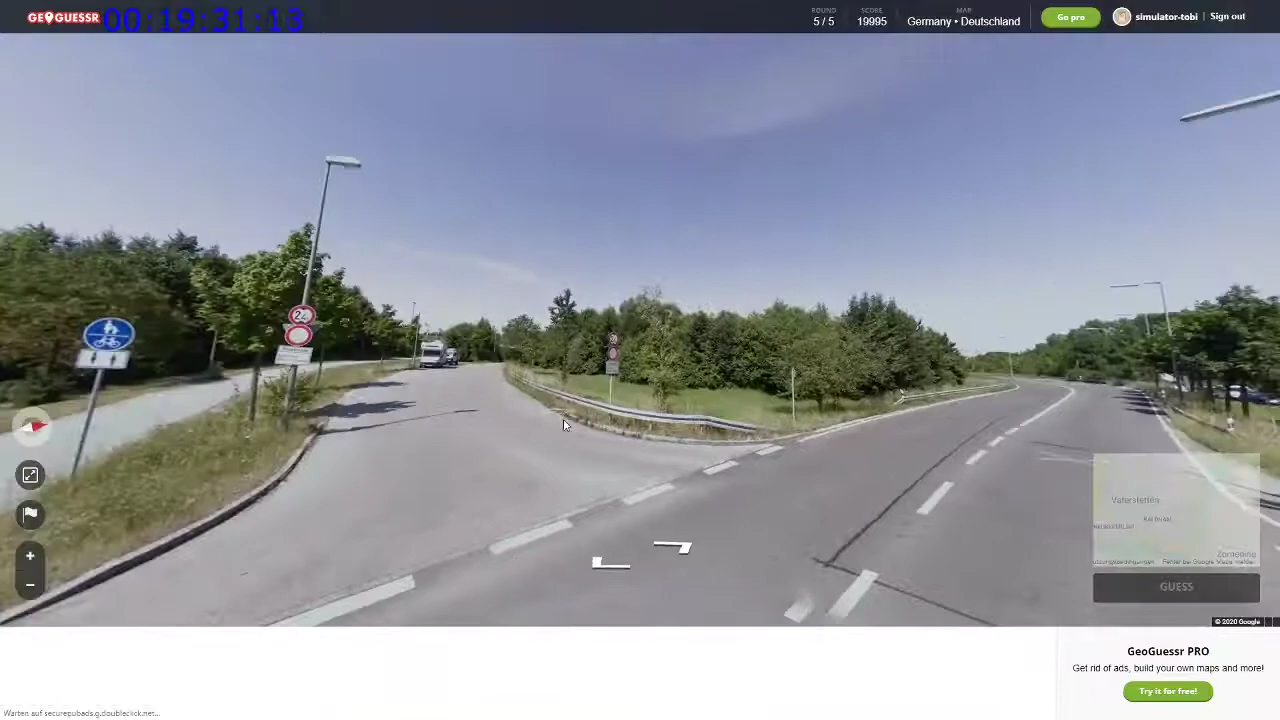 GEOGUESSR
00:19:31:13
ROUND
5 / 5
SCORE
19995
MAP
Germany • Deutschland
Go pro
simulator-tobi
Sign out
2,4
Vaterstetten
Zorneding
GUESS
© 2020 Google
GeoGuessr PRO
Get rid of ads, build your own maps and more!
Try it for free!
Warten auf securepubads.g.doubleclick.net...